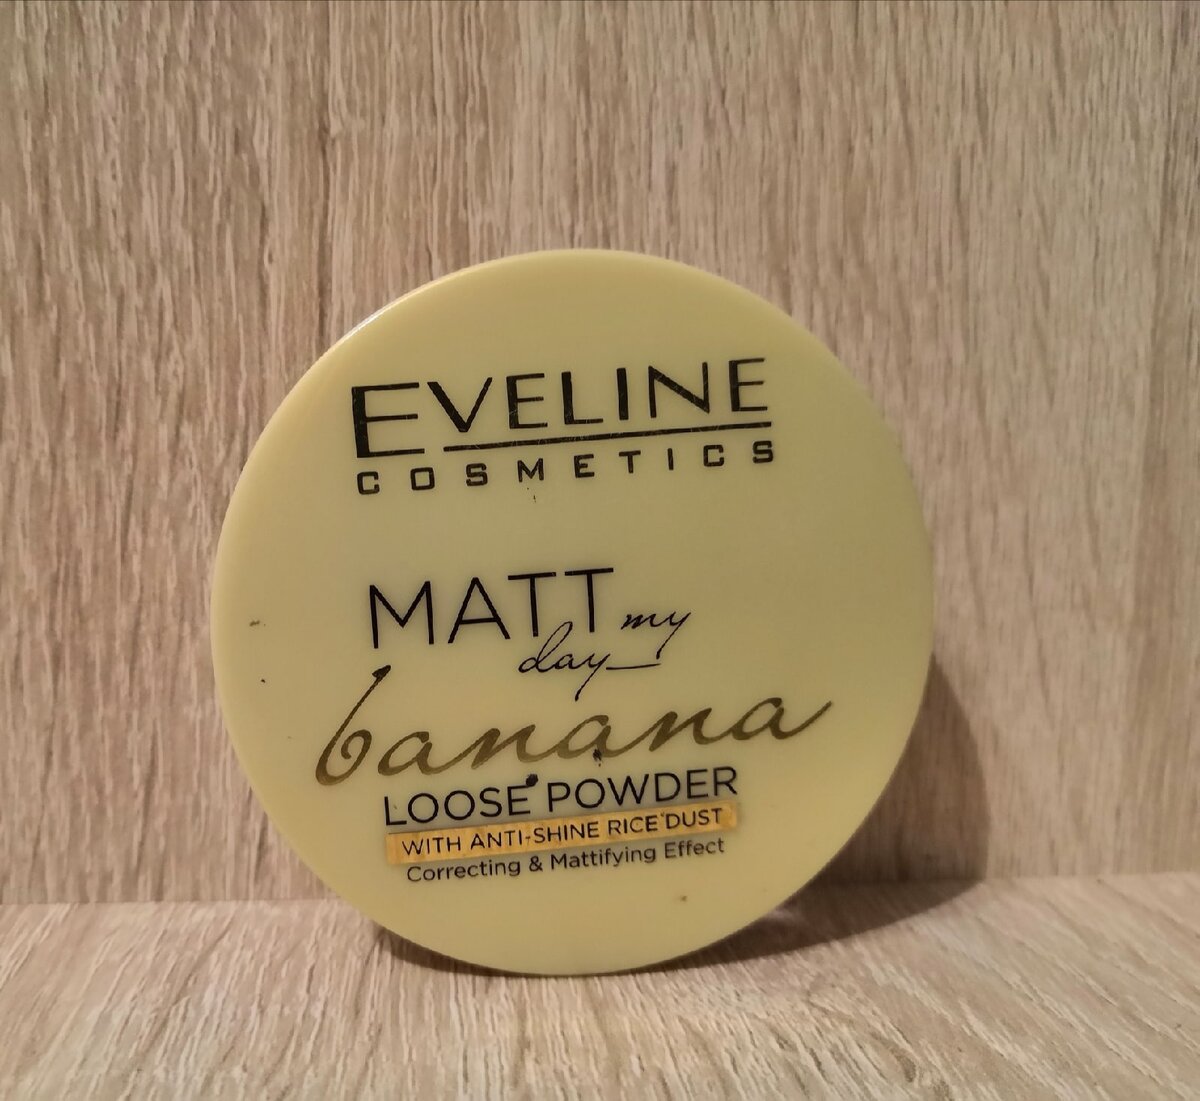 EVELINE
COSMETICS
MATT my
day
banana
LOOSE POWDER
WITH ANTI-SHINE RICE DUST
Correcting & Mattifying Effect